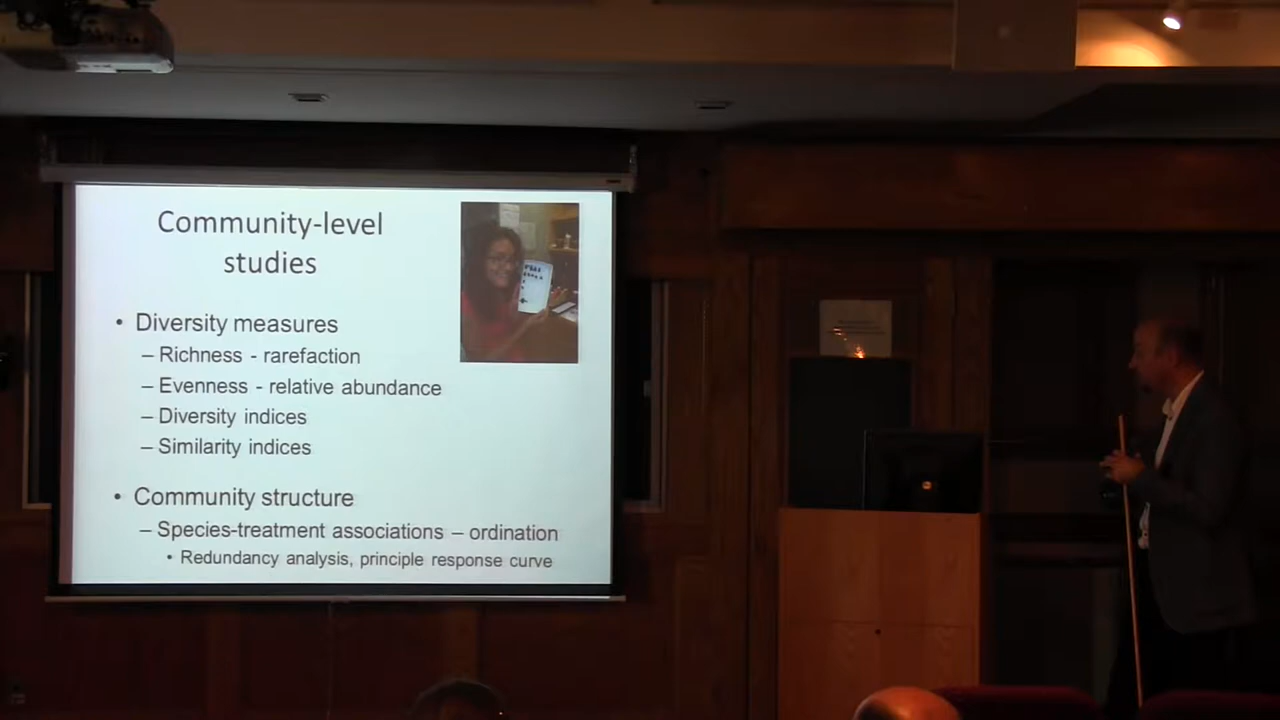 Community-level
studies
• Diversity measures
– Richness - rarefaction
– Evenness - relative abundance
– Diversity indices
– Similarity indices
• Community structure
– Species-treatment associations – ordination
• Redundancy analysis, principle response curve